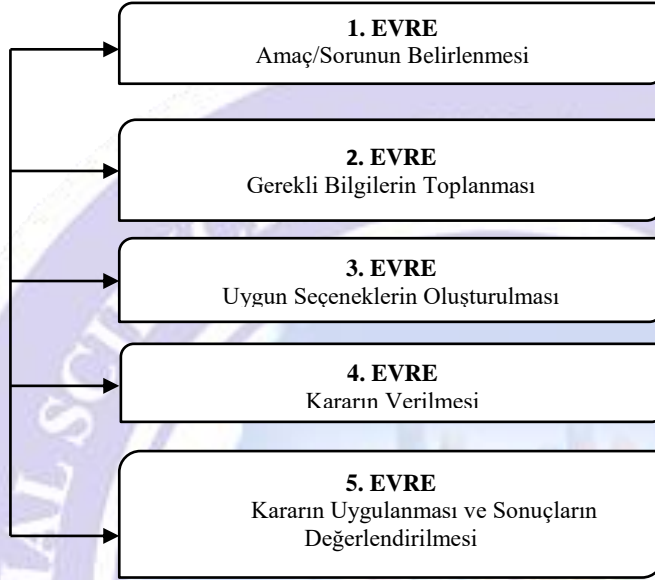 1. EVRE
Amaç/Sorunun Belirlenmesi
2. EVRE
Gerekli Bilgilerin Toplanması
3. EVRE
Uygun Seçeneklerin Oluşturulması
4. EVRE
Kararın Verilmesi
5. EVRE
Kararın Uygulanması ve Sonuçların
Değerlendirilmesi